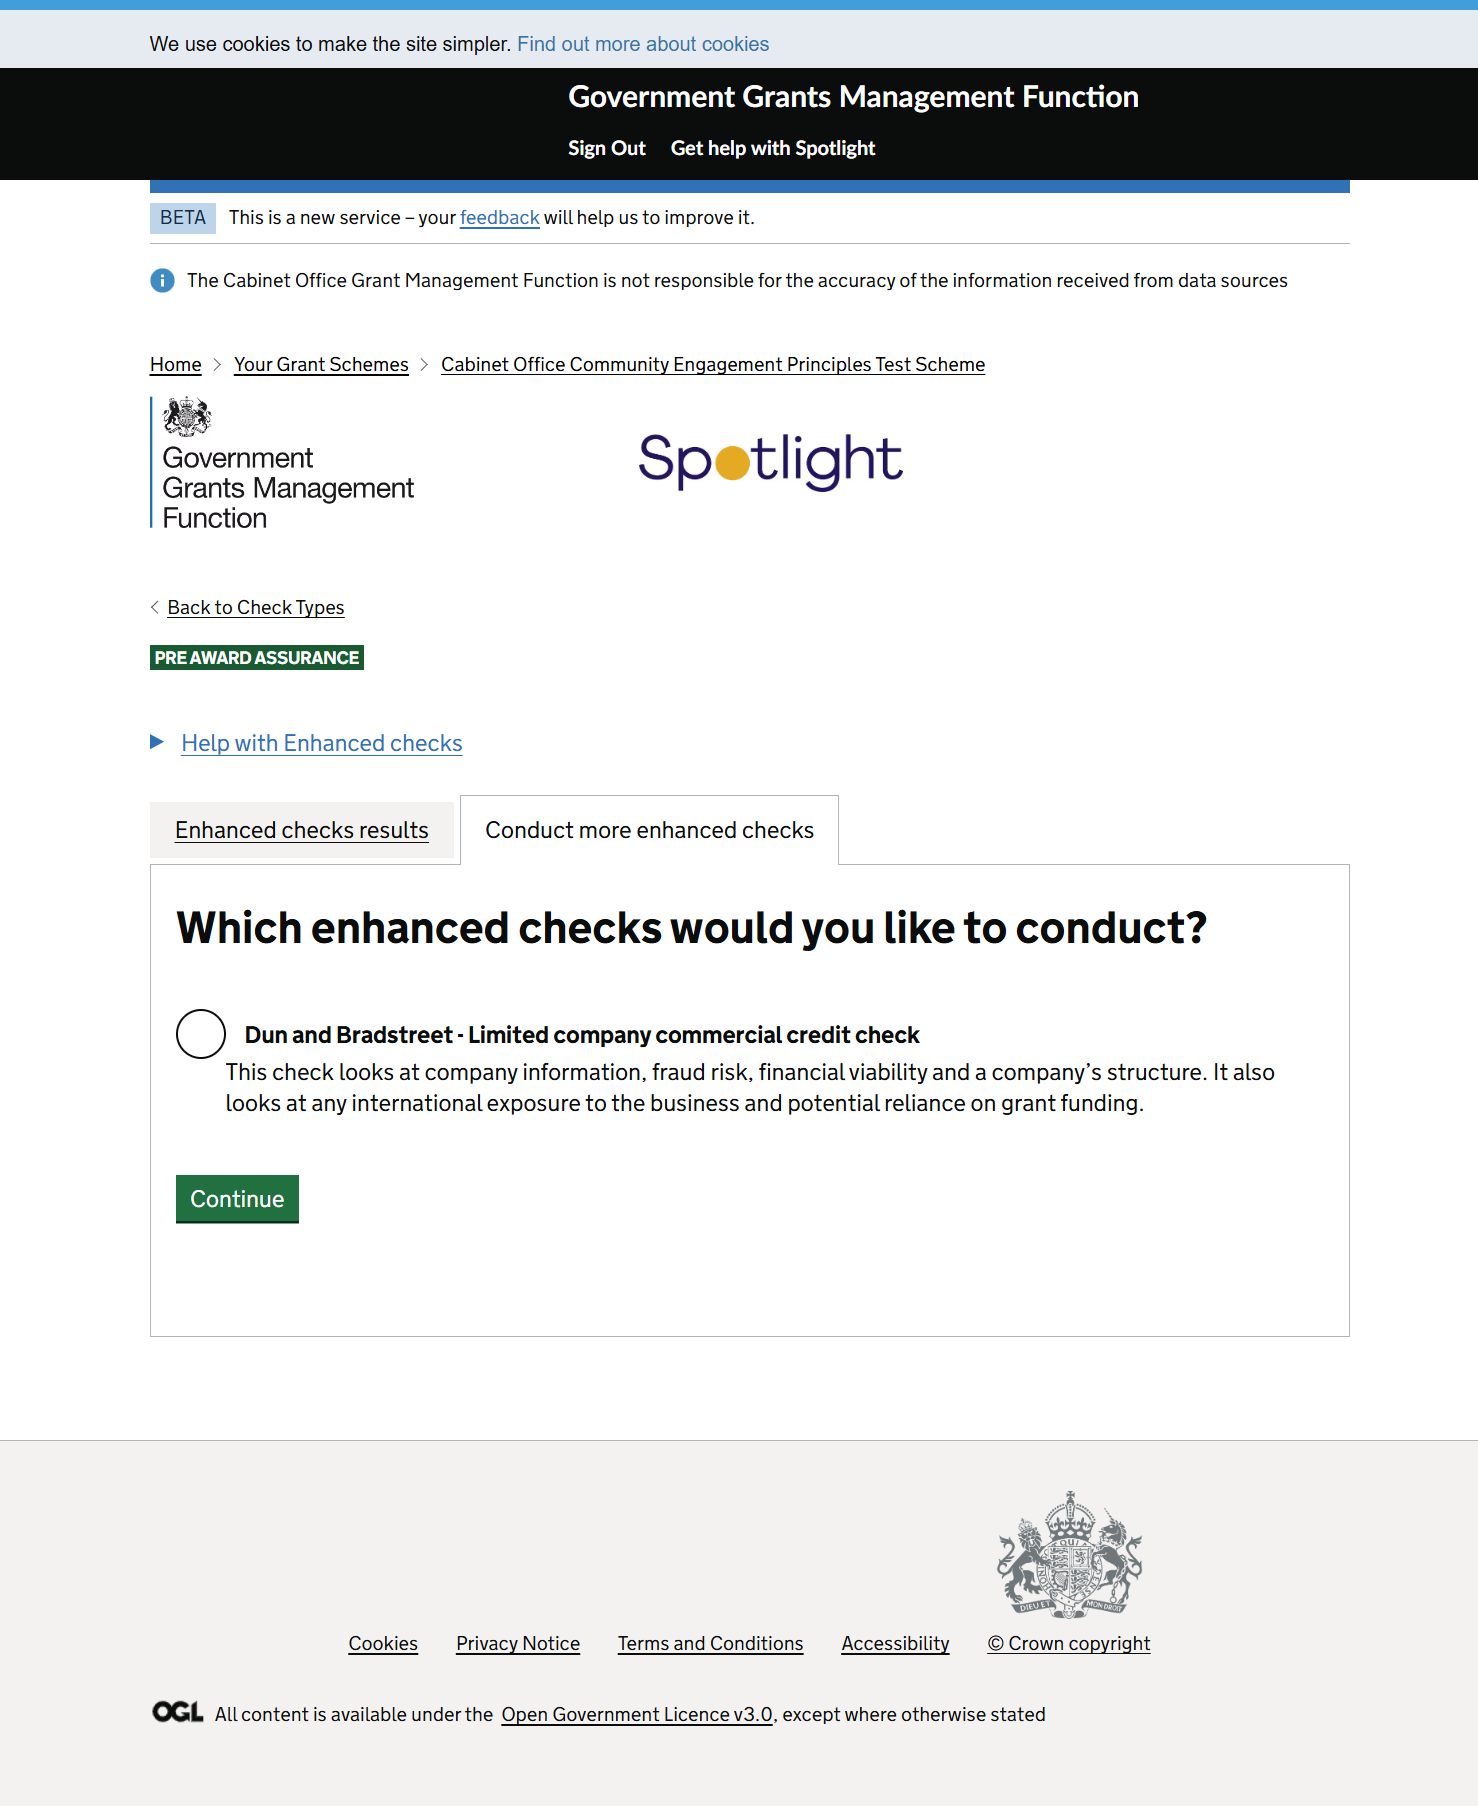 We use cookies to make the site simpler. Find out more about cookies
Government Grants Management Function
Sign Out Get help with Spotlight
BETA This is a new service – your feedback will help us to improve it.
The Cabinet Office Grant Management Function is not responsible for the accuracy of the information received from data sources
Home Your Grant Schemes Cabinet Office Community Engagement Principles Test Scheme
Government
Grants Management
Function
Spotlight
Back to Check Types
PRE AWARD ASSURANCE
Help with Enhanced checks
Enhanced checks results Conduct more enhanced checks
Which enhanced checks would you like to conduct?
Dun and Bradstreet - Limited company commercial credit check
This check looks at company information, fraud risk, financial viability and a company’s structure. It also
looks at any international exposure to the business and potential reliance on grant funding.
Continue
DIEU ET MON DROIT
Cookies Privacy Notice Terms and Conditions Accessibility © Crown copyright
OGL All content is available under the Open Government Licence v3.0, except where otherwise stated